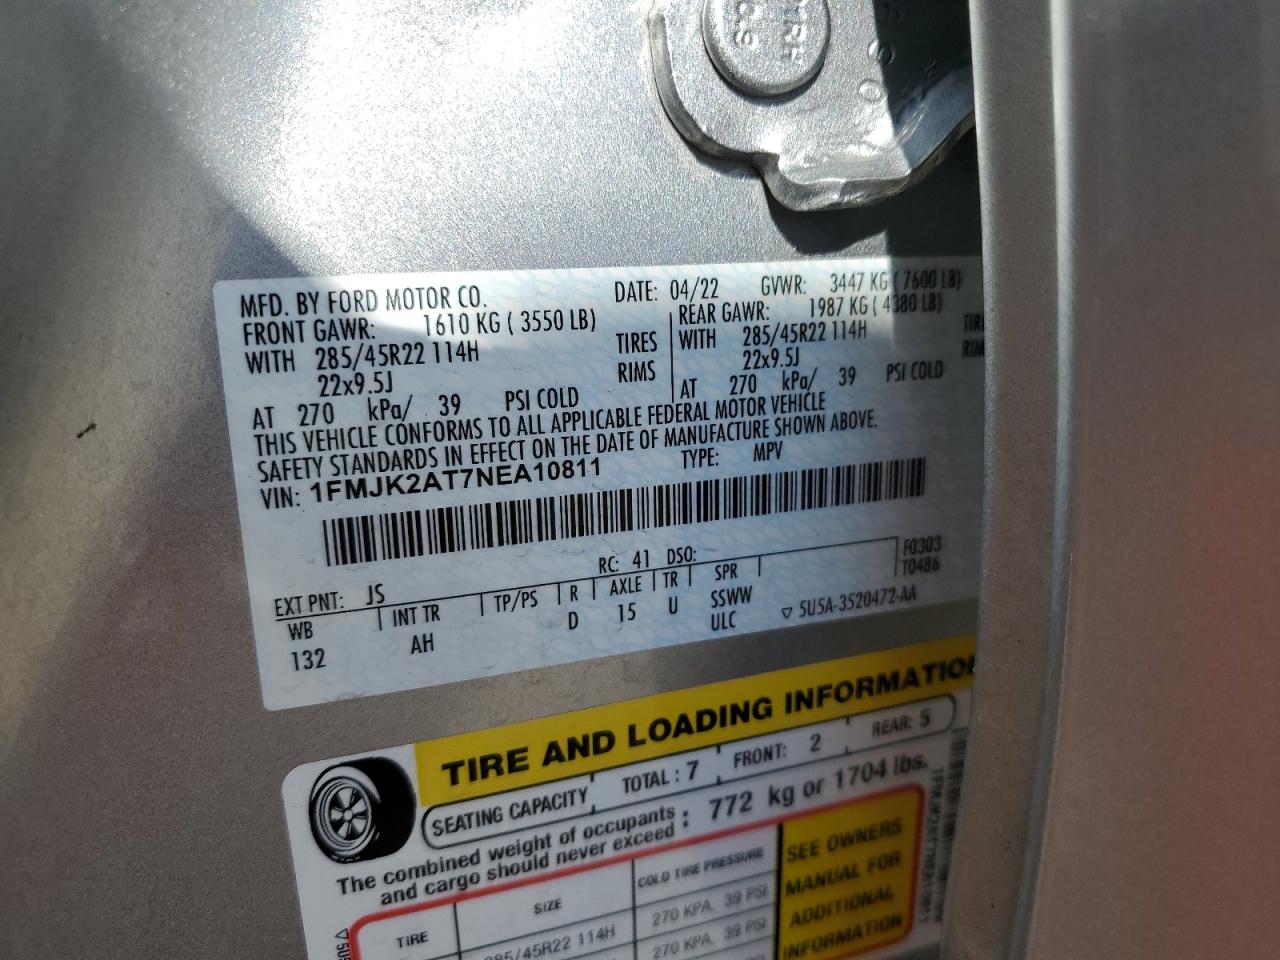 MFD. BY FORD MOTOR CO.
DATE: 04/22 GVWR: 3447 KG ( 7600 LB)
FRONT GAWR: 1610 KG ( 3550 LB) REAR GAWR: 1987 KG ( 4380 LB)
WITH 285/45R22 114H TIRES WITH 285/45R22 114H
22x9.5J RIMS 22x9.5J
AT 270 kPa/ 39 PSI COLD AT 270 kPa/ 39 PSI COLD
THIS VEHICLE CONFORMS TO ALL APPLICABLE FEDERAL MOTOR VEHICLE
SAFETY STANDARDS IN EFFECT ON THE DATE OF MANUFACTURE SHOWN ABOVE.
VIN: 1FMJK2AT7NEA10811 TYPE: MPV
F0303
T0486
EXT PNT: JS RC: 41 DSO:
WB INT TR TP/PS R AXLE TR SPR
132 AH D 15 U SSWW
ULC
▽ 5U5A-3520472-AA
TIRE AND LOADING INFORMATIO
SEATING CAPACITY TOTAL : 7 FRONT: 2 REAR: 5
The combined weight of occupants
and cargo should never exceed : 772 kg or 1704 lbs.
TIRE SIZE COLD TIRE PRESSURE
285/45R22 114H 270 KPA, 39 PSI
270 KPA, 39 PSI
SEE OWNERS
MANUAL FOR
ADDITIONAL
INFORMATION